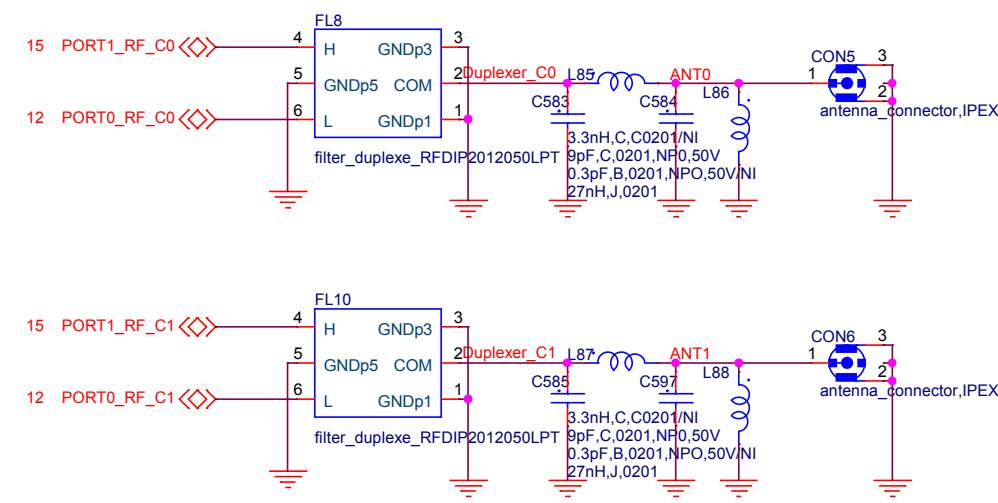 FL8
15 PORT1_RF_C0
4 H GNDp3 3
5 GNDp5 COM 2
12 PORT0_RF_C0
6 L GNDp1 1
filter_duplexe_RFDIP2012050LPT
Duplexer_C0
L85
ANT0
C583
C584
L86
3.3nH,C,C0201/NI
9pF,C,0201,NP0,50V
0.3pF,B,0201,NPO,50V/NI
27nH,J,0201
CON5
1
3
2
antenna_connector,IPEX
FL10
15 PORT1_RF_C1
4 H GNDp3 3
5 GNDp5 COM 2
12 PORT0_RF_C1
6 L GNDp1 1
filter_duplexe_RFDIP2012050LPT
Duplexer_C1
L87
ANT1
C585
C597
L88
3.3nH,C,C0201/NI
9pF,C,0201,NP0,50V
0.3pF,B,0201,NPO,50V/NI
27nH,J,0201
CON6
1
3
2
antenna_connector,IPEX